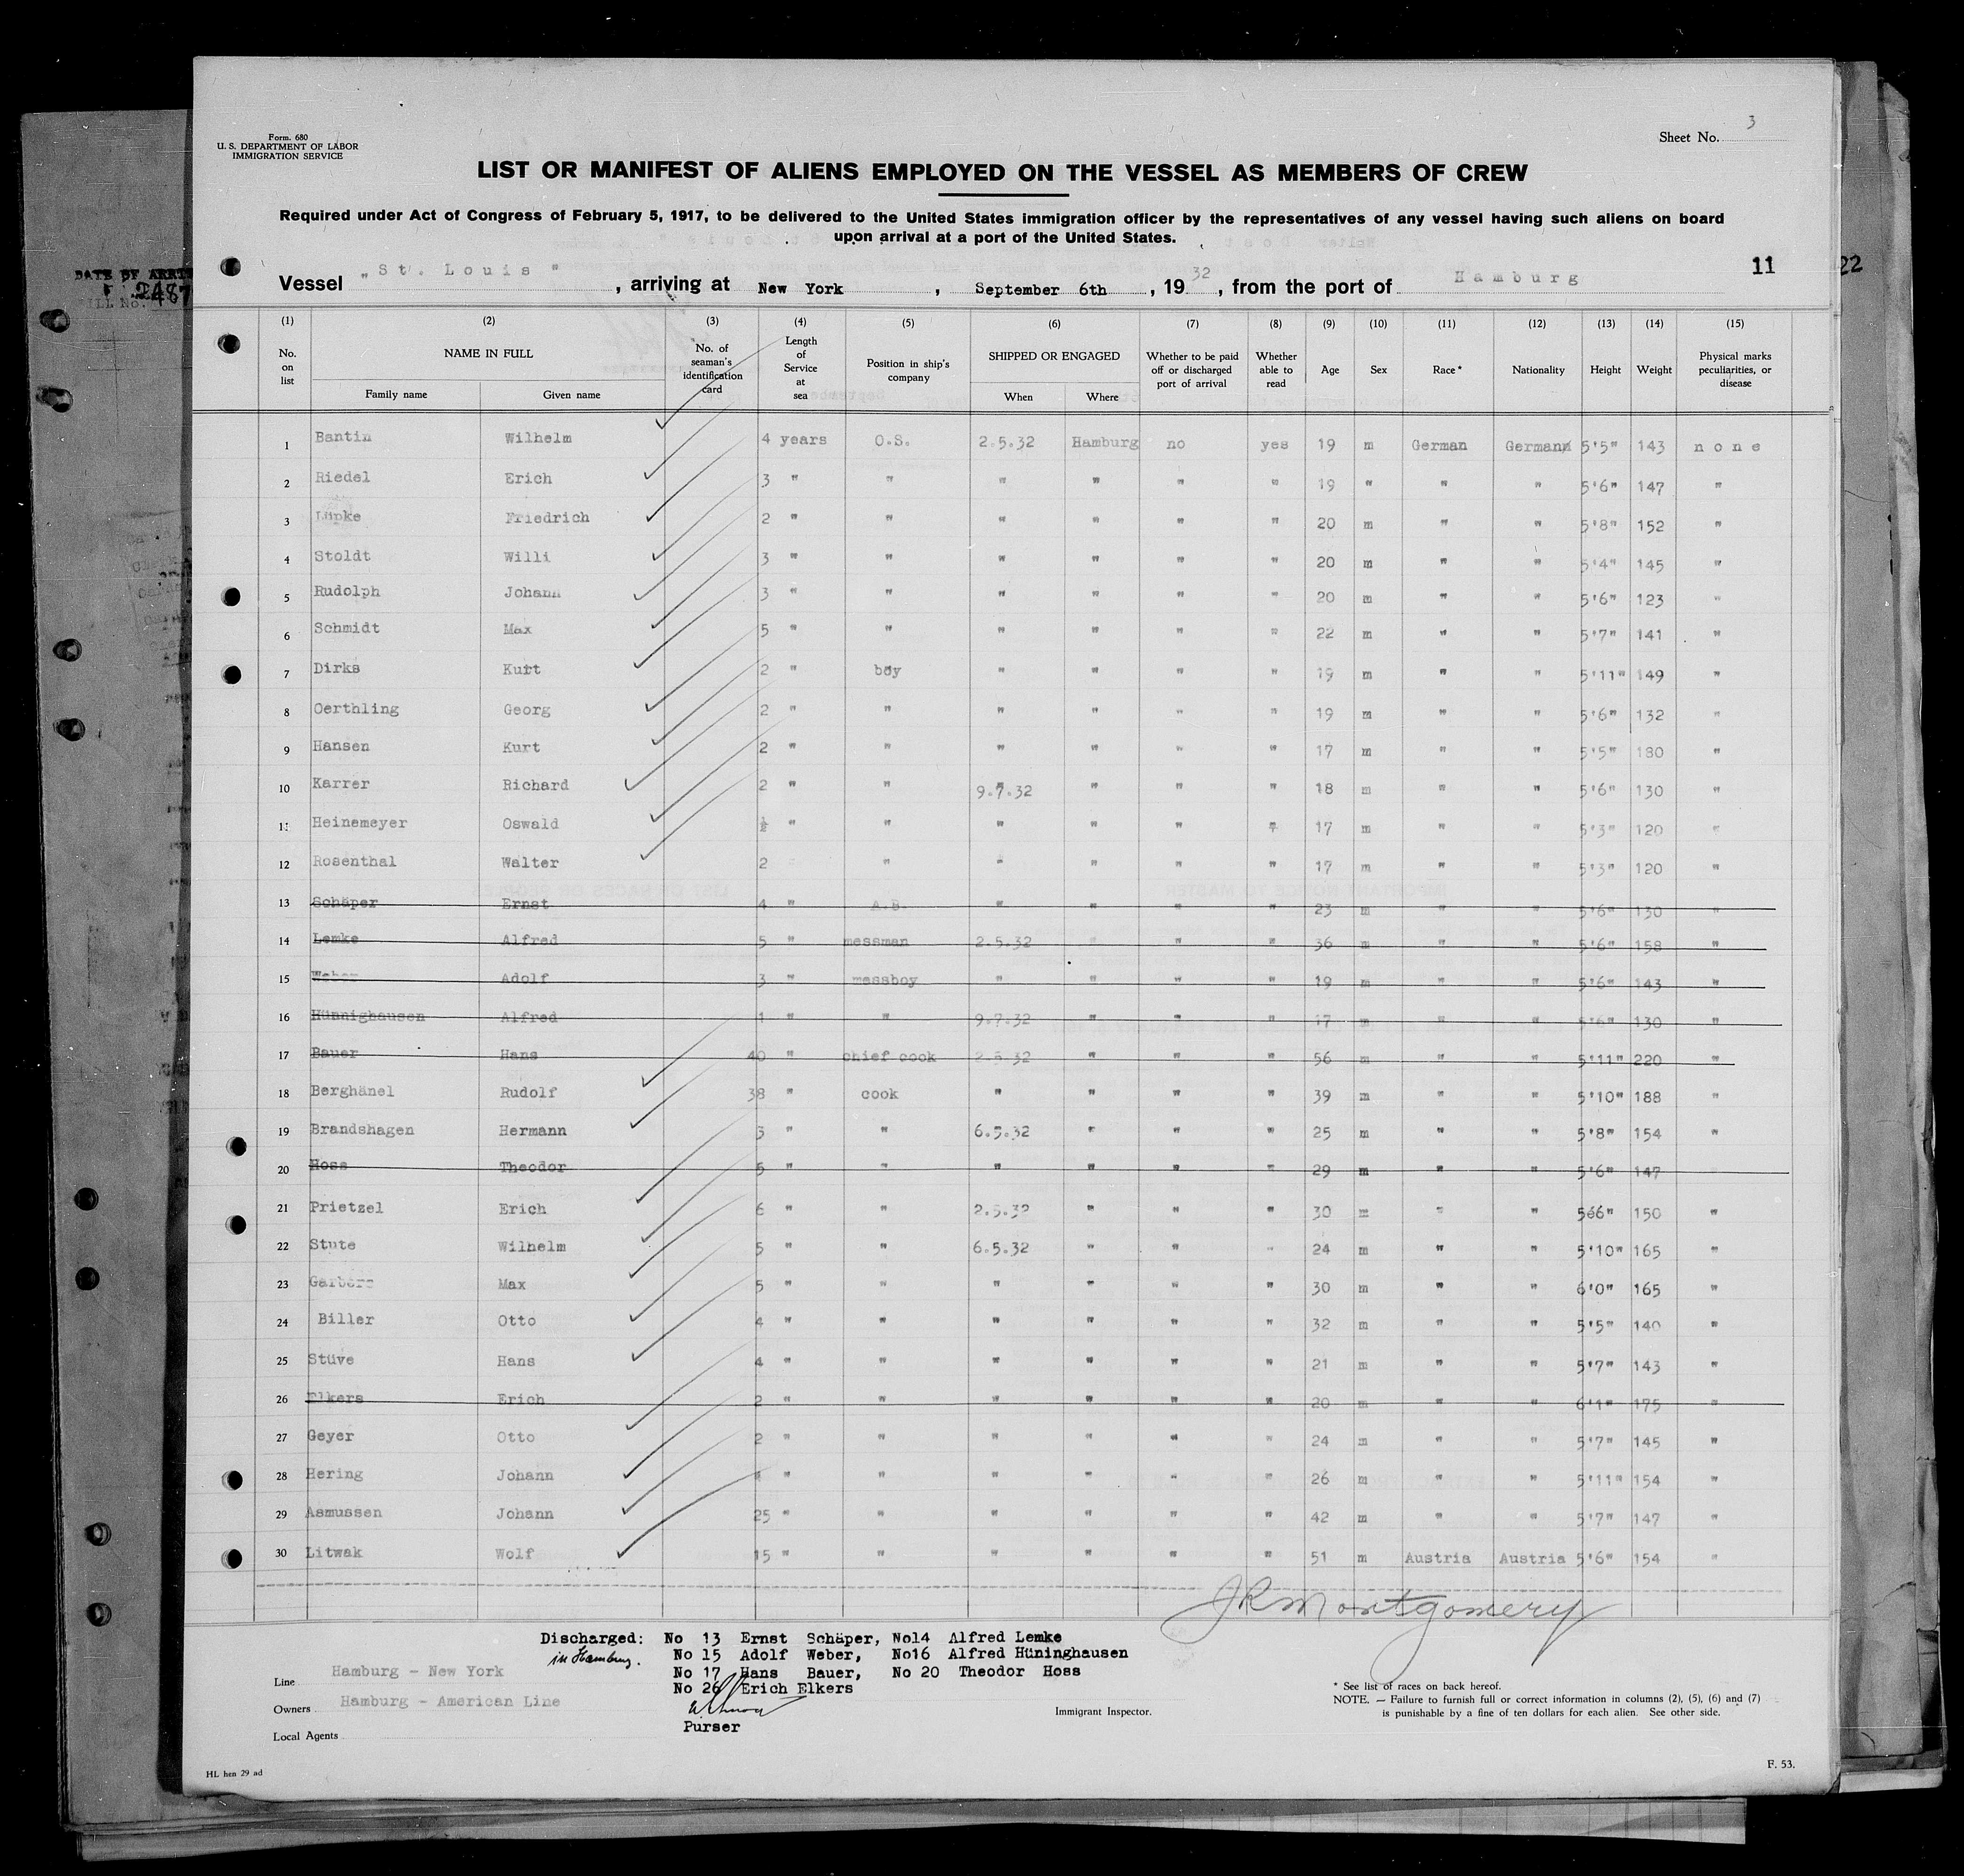 Form. 680
U. S. DEPARTMENT OF LABOR
IMMIGRATION SERVICE
Sheet No. 3
LIST OR MANIFEST OF ALIENS EMPLOYED ON THE VESSEL AS MEMBERS OF CREW
Required under Act of Congress of February 5, 1917, to be delivered to the United States immigration officer by the representatives of any vessel having such aliens on board
upon arrival at a port of the United States.
11
22
DATE OF
2487
Vessel „St. Louis" , arriving at New York , September 6th , 19 32 , from the port of Hamburg
(1) (2) (3) (4) (5) (6) (7) (8) (9) (10) (11) (12) (13) (14) (15)
No. on list NAME IN FULL Family name Given name No. of seaman's identification card Length of Service at sea Position in ship's company SHIPPED OR ENGAGED When Where Whether to be paid off or discharged port of arrival Whether able to read Age Sex Race* Nationality Height Weight Physical marks peculiarities, or disease
1 Bantin Wilhelm 4 years O.S. 2.5.32 Hamburg no yes 19 m German German 5'5" 143 none
2 Riedel Erich 3 " " " " " " 19 " " " 5'6" 147 "
3 Lüpke Friedrich 2 " " " " " " 20 m " " 5'8" 152 "
4 Stoldt Willi 3 " " " " " " 20 m " " 5'4" 145 "
5 Rudolph Johann 3 " " " " " " 20 m " " 5'6" 123 "
6 Schmidt Max 5 " " " " " " 22 m " " 5'7" 141 "
7 Dirks Kurt 2 " boy " " " " 19 m " " 5'11" 149 "
8 Oerthling Georg 2 " " " " " " 19 m " " 5'6" 132 "
9 Hansen Kurt 2 " " " " " " 17 m " " 5'5" 180 "
10 Karrer Richard 2 " " 9.7.32 " " " 18 m " " 5'6" 130 "
11 Heinemeyer Oswald " " " " " " 17 m " " 5'3" 120 "
12 Rosenthal Walter 2 " " " " " 17 m " " 5'3" 120 "
13 Schäper Ernst 4 " A.B. " " " " 23 m " " 5'6" 130 "
14 Lemke Alfred 5 " messman 2.5.32 " " " 36 m " " 5'6" 158 "
15 Weber Adolf 3 " messboy " " " " 19 m " " 5'6" 143 "
16 Hünnighausen Alfred 1 " " 9.7.32 " " " 17 m " " 5'6" 130 "
17 Bauer Hans 40 " chief cook 2.5.32 " " " 56 m " " 5'11" 220 "
18 Berghänel Rudolf 38 " cook " " " " 39 m " " 5'10" 188 "
19 Brandshagen Hermann 3 " " 6.5.32 " " " 25 m " " 5'8" 154 "
20 Hoss Theodor 5 " " " " " " 29 m " " 5'6" 147
21 Prietzel Erich 6 " " 2.5.32 " " " 30 m " " 5'6" 150 "
22 Stute Wilhelm 5 " " 6.5.32 " " " 24 m " " 5'10" 165 "
23 Garbers Max 5 " " " " " " 30 m " " 6'0" 165 "
24 Biller Otto 4 " " " " " " 32 m " " 5'5" 140 "
25 Stüve Hans 4 " " " " " " 21 m " " 5'7" 143 "
26 Elkers Erich 2 " " " " " " 20 m " " 6'1" 175 "
27 Geyer Otto 2 " " " " " " 24 m " " 5'7" 145 "
28 Hering Johann " " " " " " 26 m " " 5'11" 154 "
29 Asmussen Johann 25 " " " " " " 42 m " " 5'7" 147 "
30 Litwak Wolf 15 " " " " " " 51 m Austria Austria 5'6" 154 "
JR Montgomery
Discharged: No 13 Ernst Schäper, No14 Alfred Lemke
in Hamburg. No 15 Adolf Weber, No16 Alfred Hüninghausen
No 17 Hans Bauer, No 20 Theodor Hoss
No 26 Erich Elkers
Purser
Line Hamburg - New York
Owners Hamburg - American Line
Local Agents
Immigrant Inspector.
* See list of races on back hereof.
NOTE. — Failure to furnish full or correct information in columns (2), (5), (6) and (7)
is punishable by a fine of ten dollars for each alien. See other side.
HL hen 29 ad
F. 53.